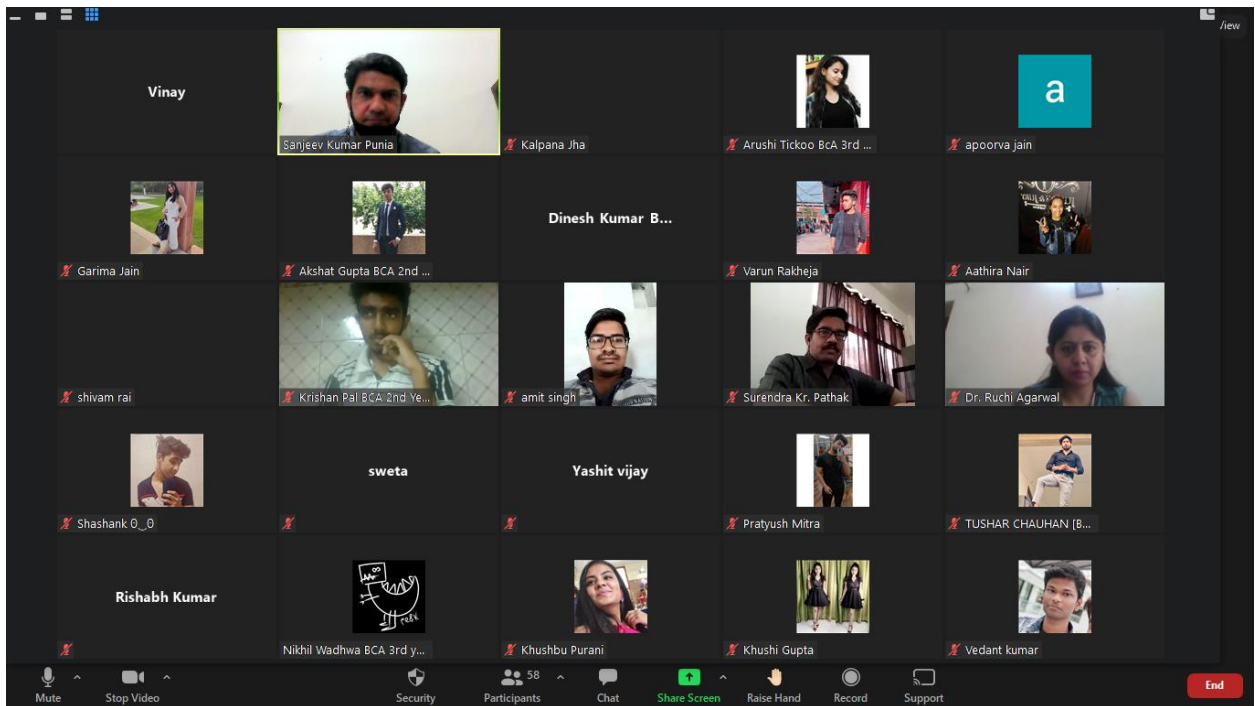 View
Vinay
Sanjeev Kumar Punia
Kalpana Jha
Arushi Tickoo BcA 3rd ...
a
apoorva jain
Garima Jain
Akshat Gupta BCA 2nd ...
Dinesh Kumar B...
Varun Rakheja
Aathira Nair
shivam rai
Krishan Pal BCA 2nd Ye...
amit singh
Surendra Kr. Pathak
Dr. Ruchi Agarwal
Shashank 0‿0
sweta
Yashit vijay
Pratyush Mitra
TUSHAR CHAUHAN [B...
Rishabh Kumar
Nikhil Wadhwa BCA 3rd y...
Khushbu Purani
Khushi Gupta
Vedant kumar
Mute
Stop Video
Security
58
Participants
Chat
Share Screen
Raise Hand
Record
Support
End